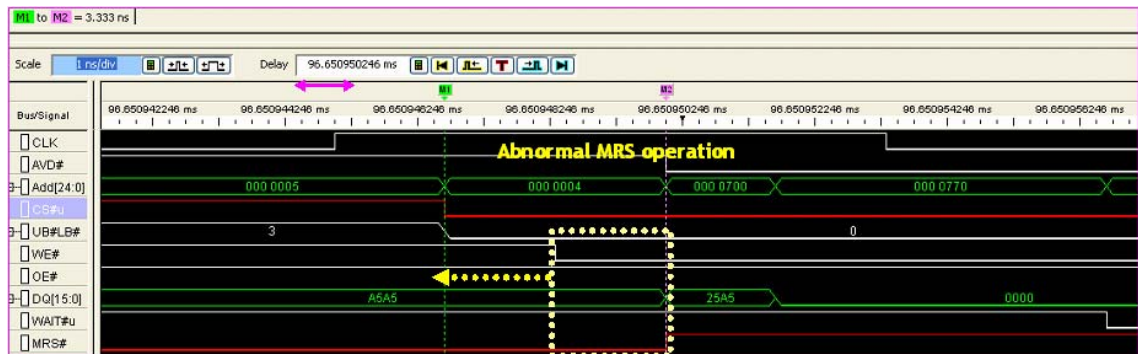 M1 to M2 = 3.333 ns
Scale 1 ns/div Delay 96.650950246 ms T
M1 M2
Bus/Signal 96.650942246 ms 96.650944246 ms 96.650946246 ms 96.650948246 ms 96.650950246 ms 96.650952246 ms 96.650954246 ms 96.650956246 ms
CLK
Abnormal MRS operation
AVD#
Add[24:0] 000 0005 000 0004 000 0700 000 0770
CS#u
UB#LB# 3 0
WE#
OE#
DQ[15:0] A5A5 25A5 0000
WAIT#u
MRS#